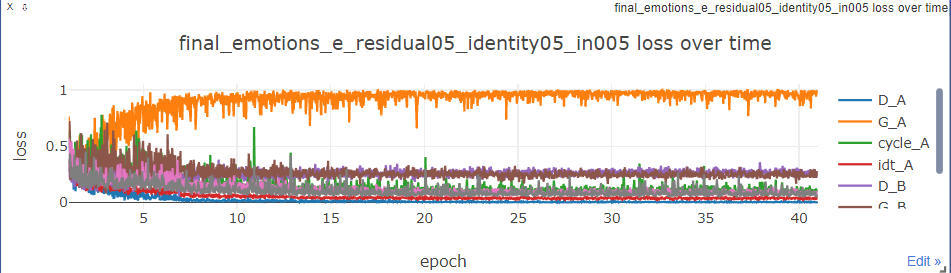 X ⇩ final_emotions_e_residual05_identity05_in005 loss over time
final_emotions_e_residual05_identity05_in005 loss over time
1
0.5
0
loss
5 10 15 20 25 30 35 40
epoch
D_A
G_A
cycle_A
idt_A
D_B
G_B
Edit »